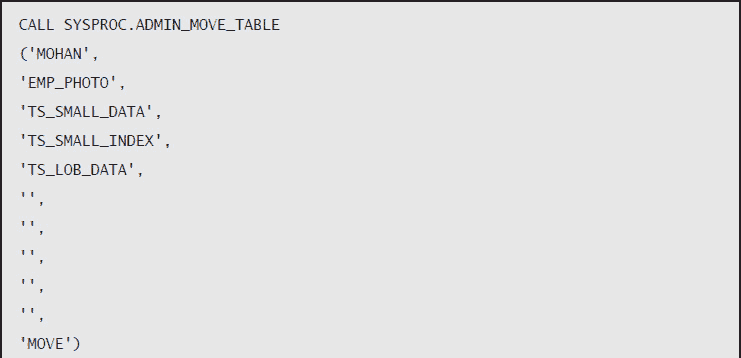 CALL SYSPROC.ADMIN_MOVE_TABLE
('MOHAN',
'EMP_PHOTO',
'TS_SMALL_DATA',
'TS_SMALL_INDEX',
'TS_LOB_DATA',
'',
'',
'',
'',
'',
'MOVE')